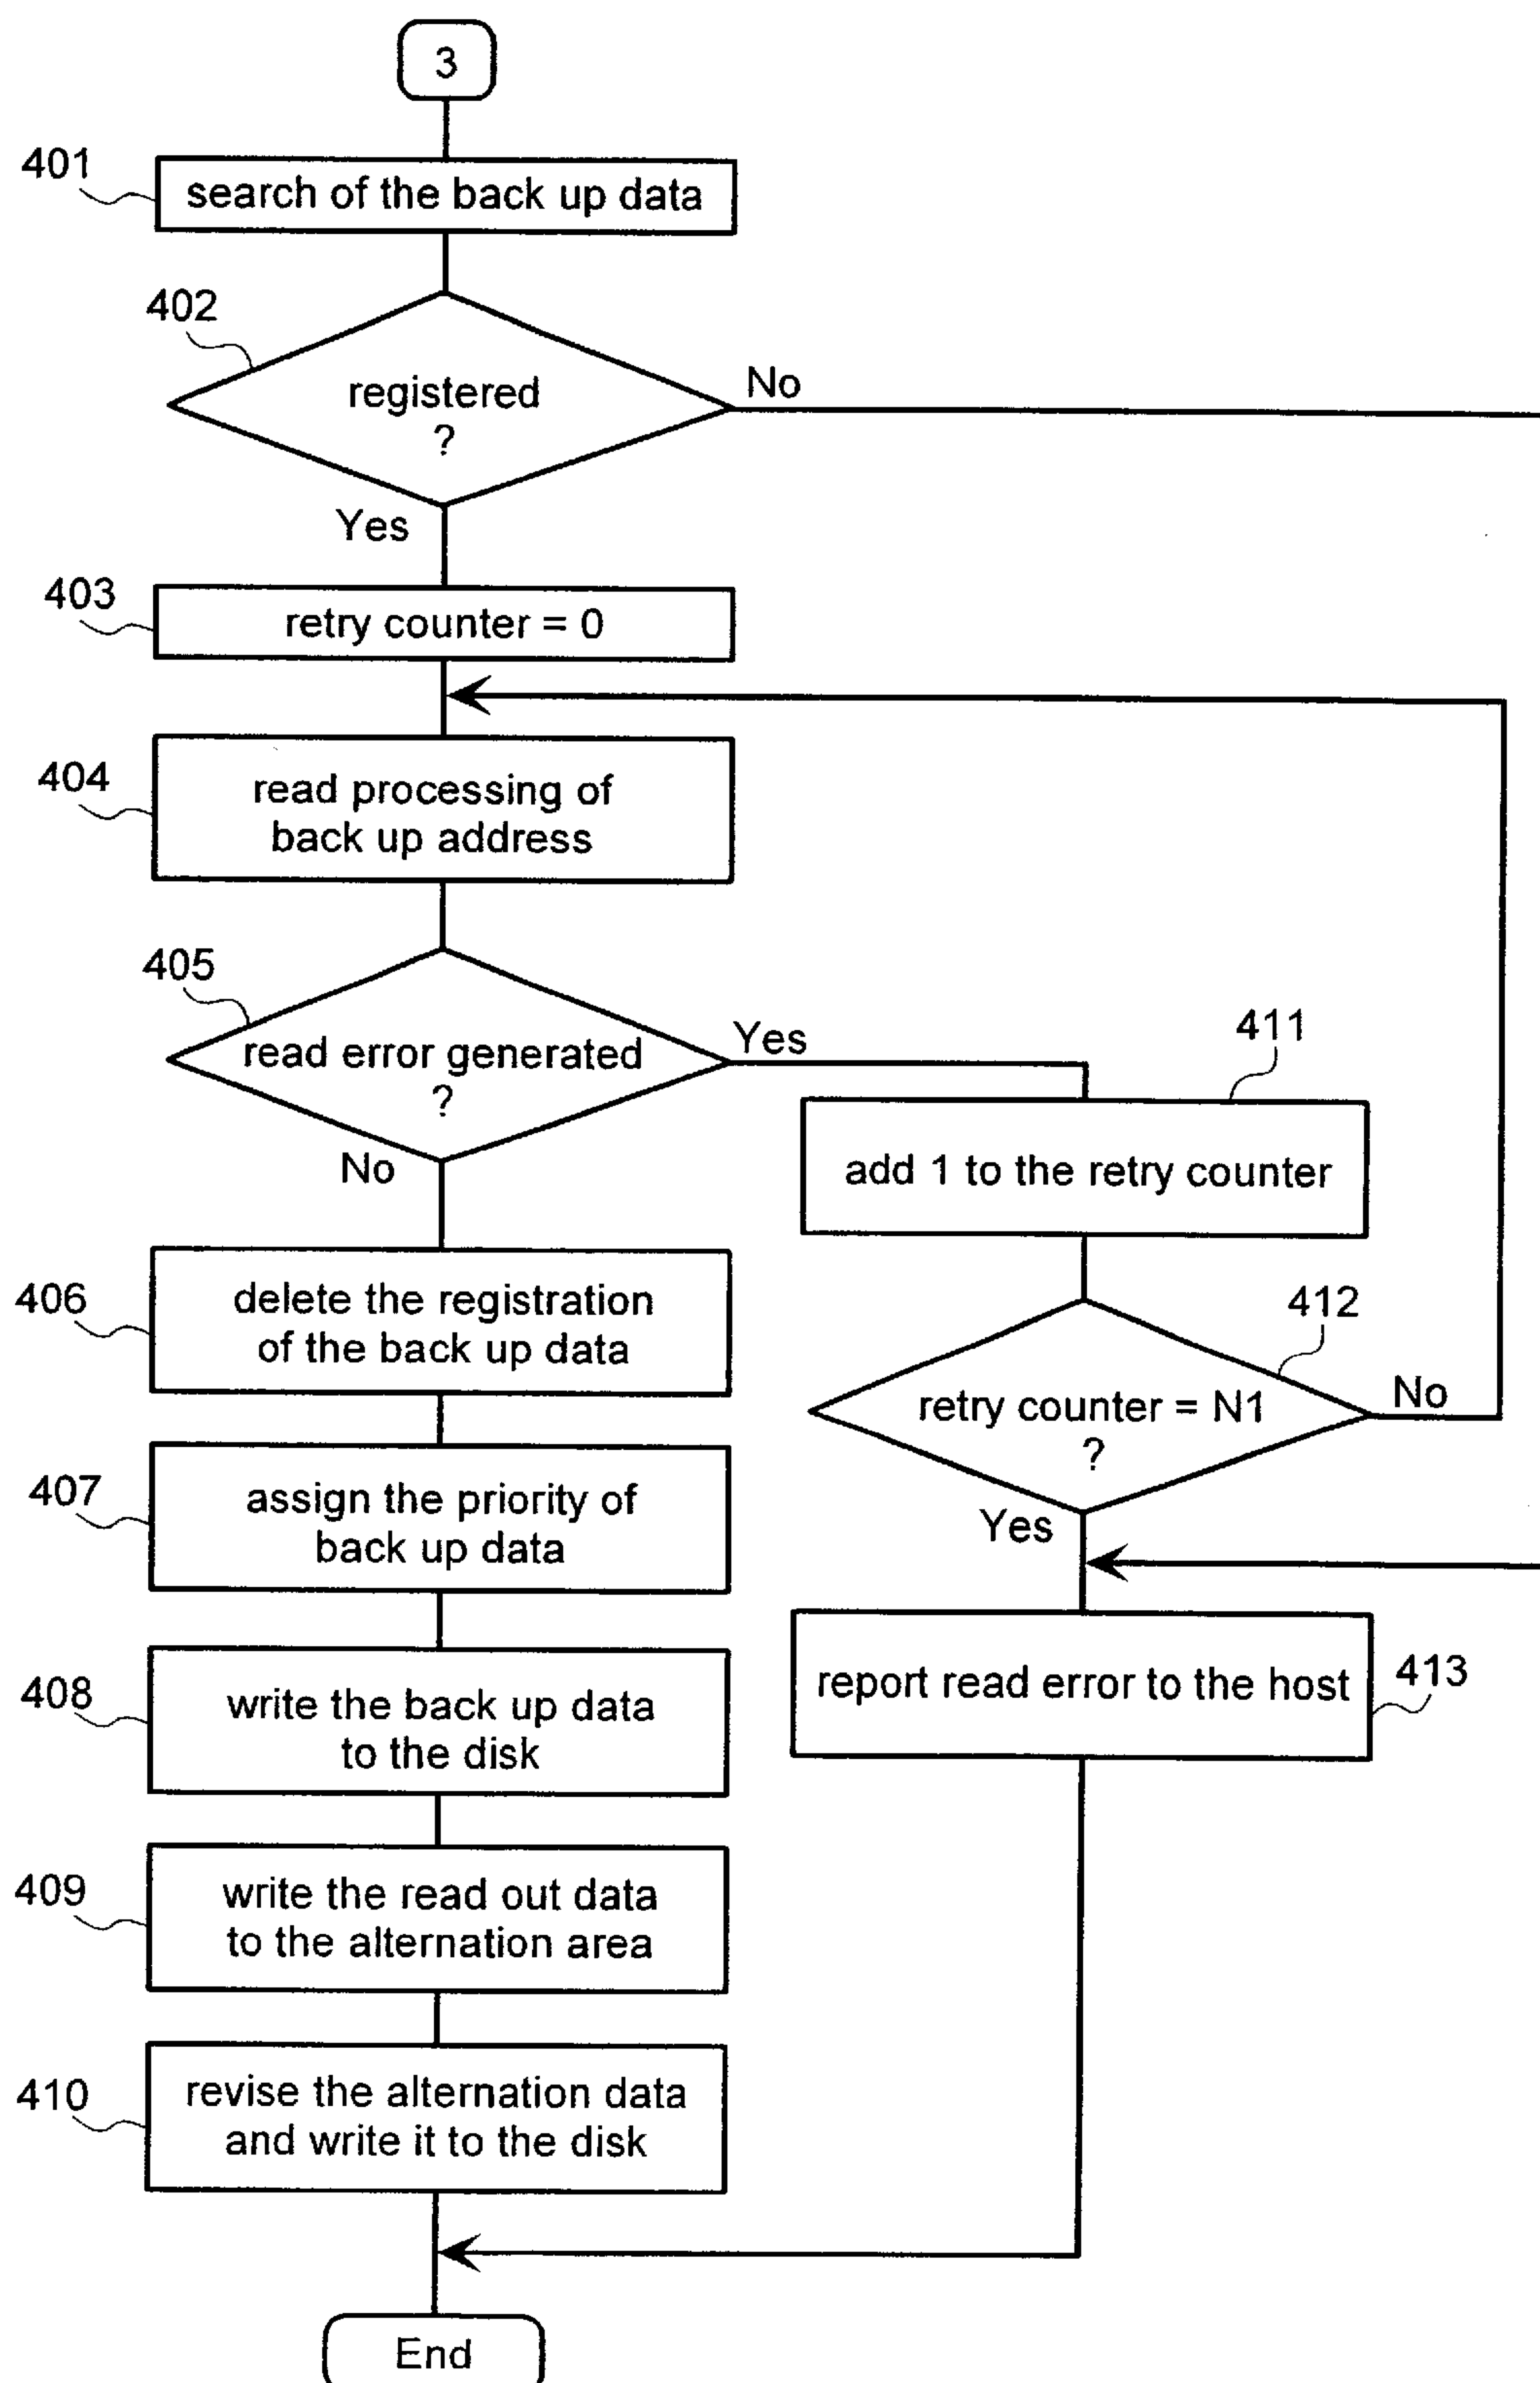 3
401
search of the back up data
402
registered
?
No
Yes
403
retry counter = 0
404
read processing of
back up address
405
read error generated
?
Yes
No
411
add 1 to the retry counter
406
delete the registration
of the back up data
412
retry counter = N1
?
No
Yes
407
assign the priority of
back up data
408
write the back up data
to the disk
report read error to the host
413
409
write the read out data
to the alternation area
410
revise the alternation data
and write it to the disk
End